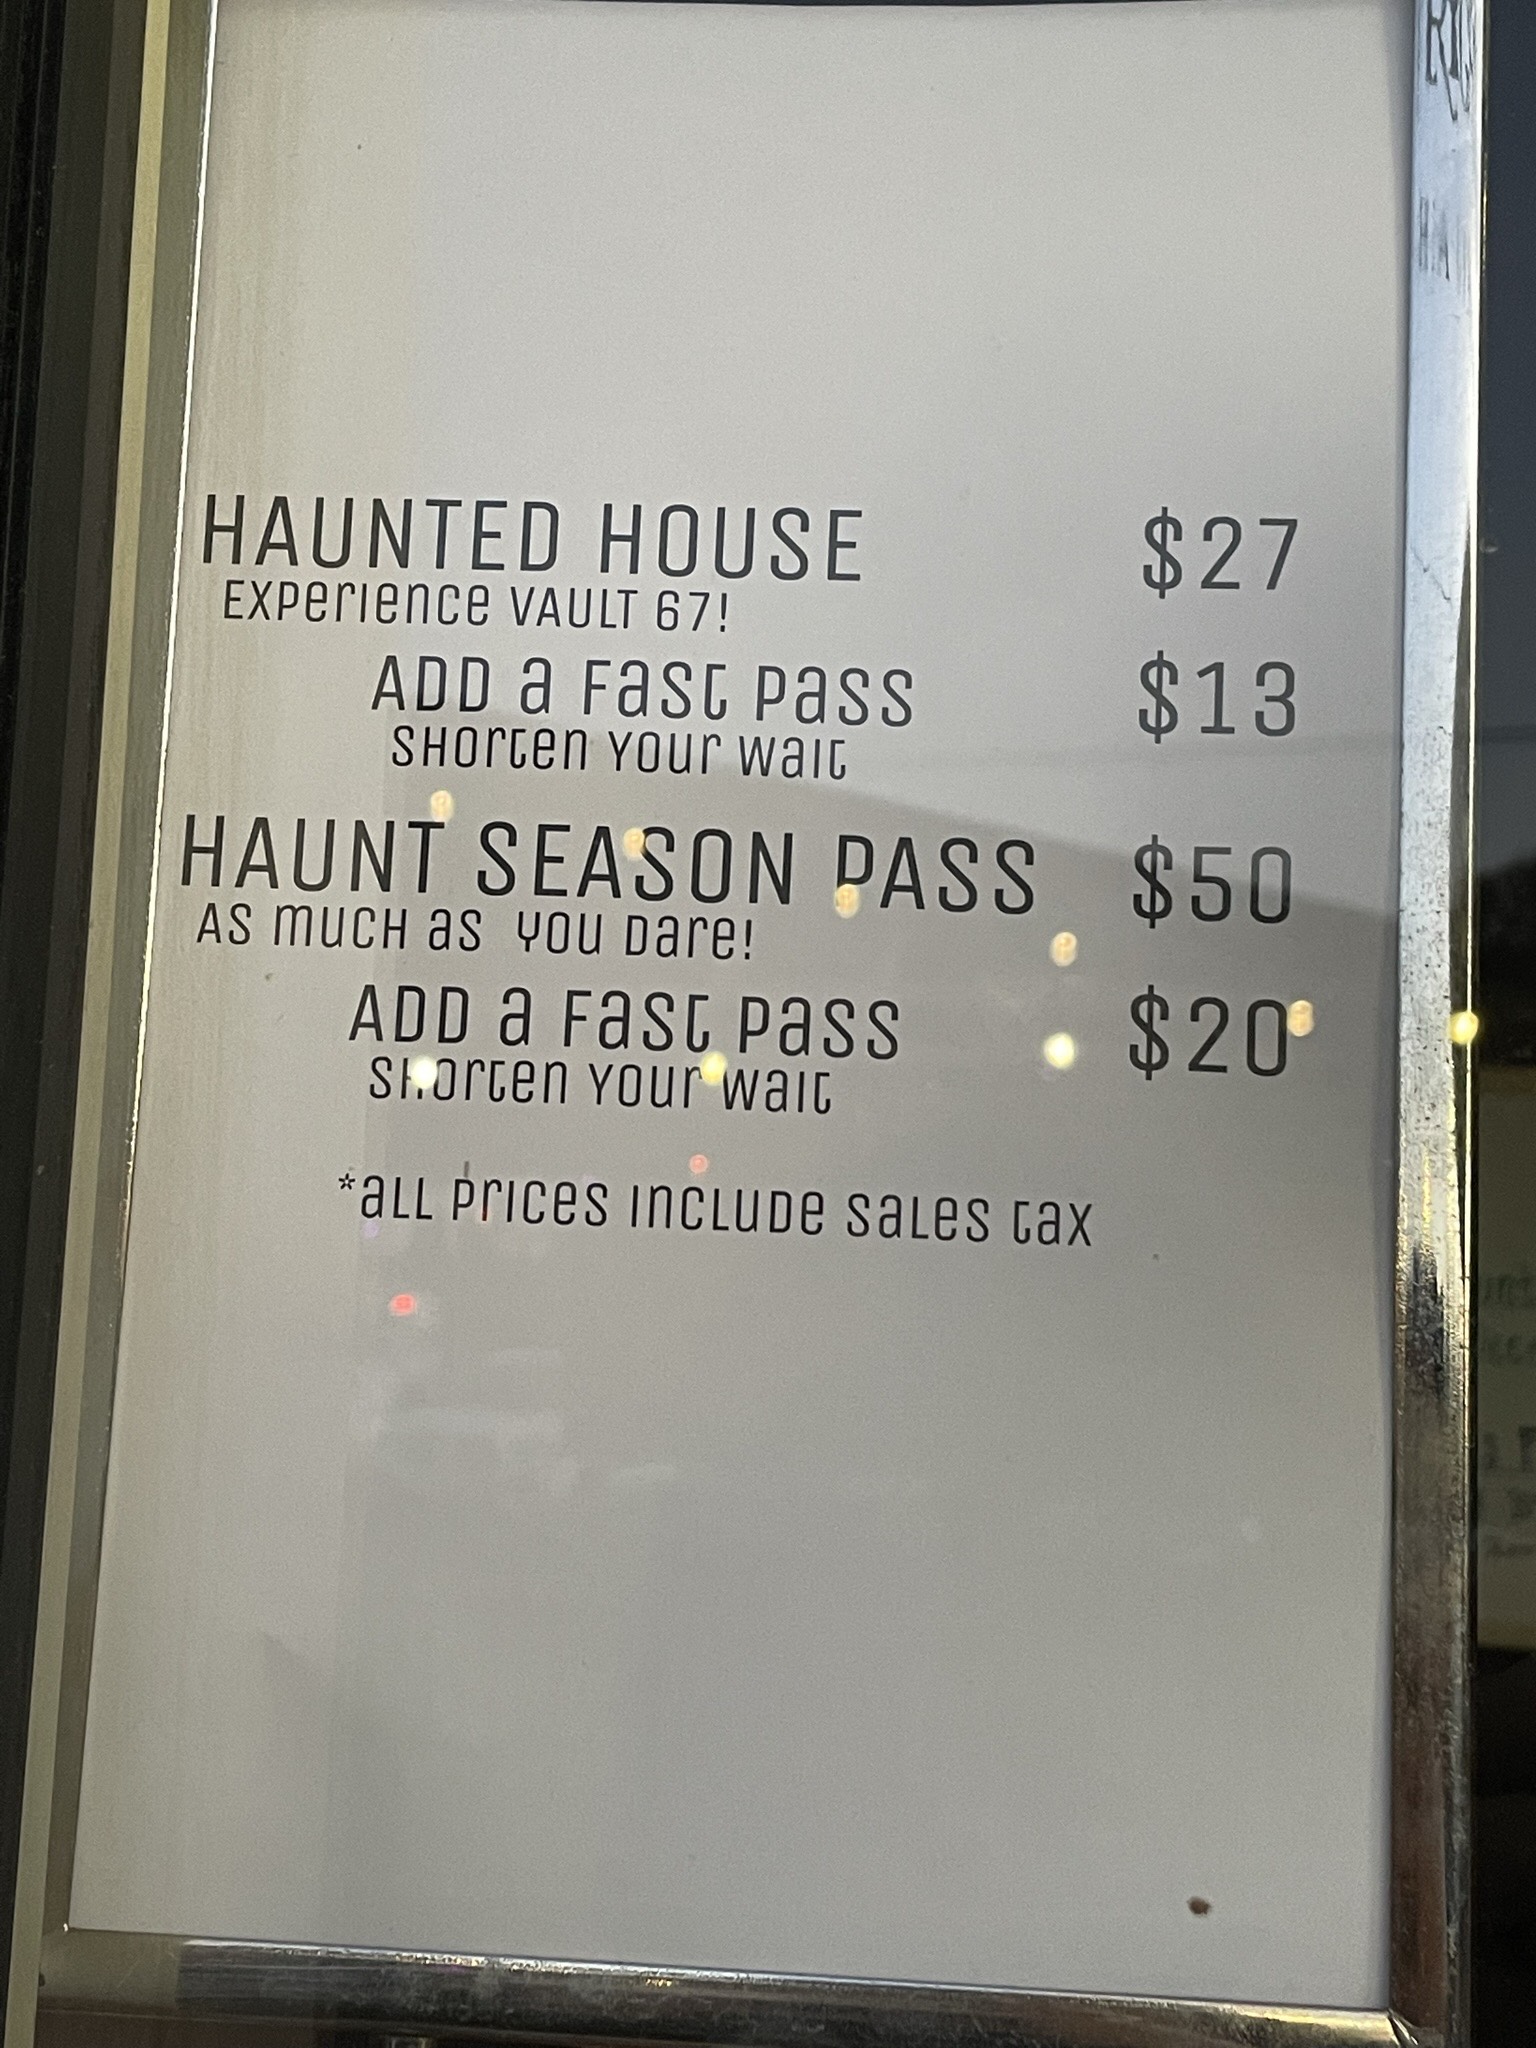 HAUNTED HOUSE $27
EXPerience VAULT 67!
ADD a Fast Pass $13
SHorten Your wait
HAUNT SEASON PASS $50
AS much as you Dare!
ADD a Fast Pass $20
SHorten Your wait
*aLL Prices incLuDe saLes tax